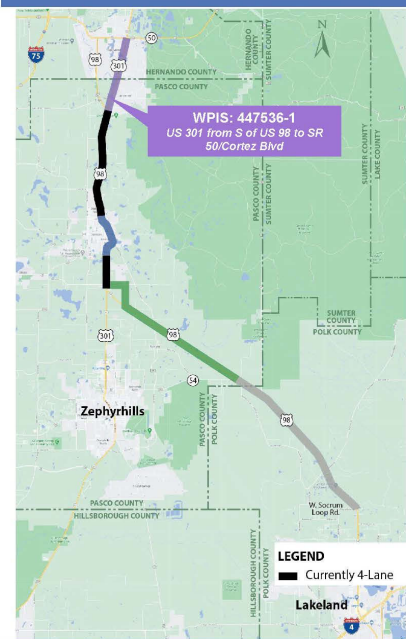 50
75
98
301
N
HERNANDO COUNTY
SUMTER COUNTY
HERNANDO COUNTY
PASCO COUNTY
WPIS: 447536-1
US 301 from S of US 98 to SR
50/Cortez Blvd
SUMTER COUNTY
LAKE COUNTY
98
PASCO COUNTY
SUMTER COUNTY
SUMTER
COUNTY
POLK COUNTY
301
98
54
Zephyrhills
PASCO COUNTY
POLK COUNTY
98
W. Socrum
Loop Rd.
PASCO COUNTY
HILLSBOROUGH COUNTY
HILLSBOROUGH COUNTY
POLK COUNTY
LEGEND
Currently 4-Lane
Lakeland
4